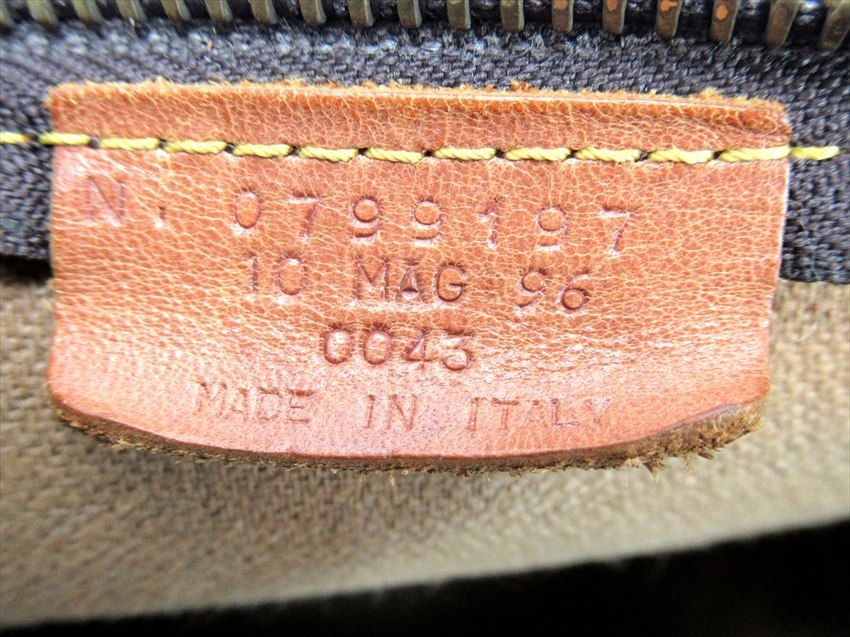 N. 0799197
10 MAG 96
0043
MADE IN ITALY